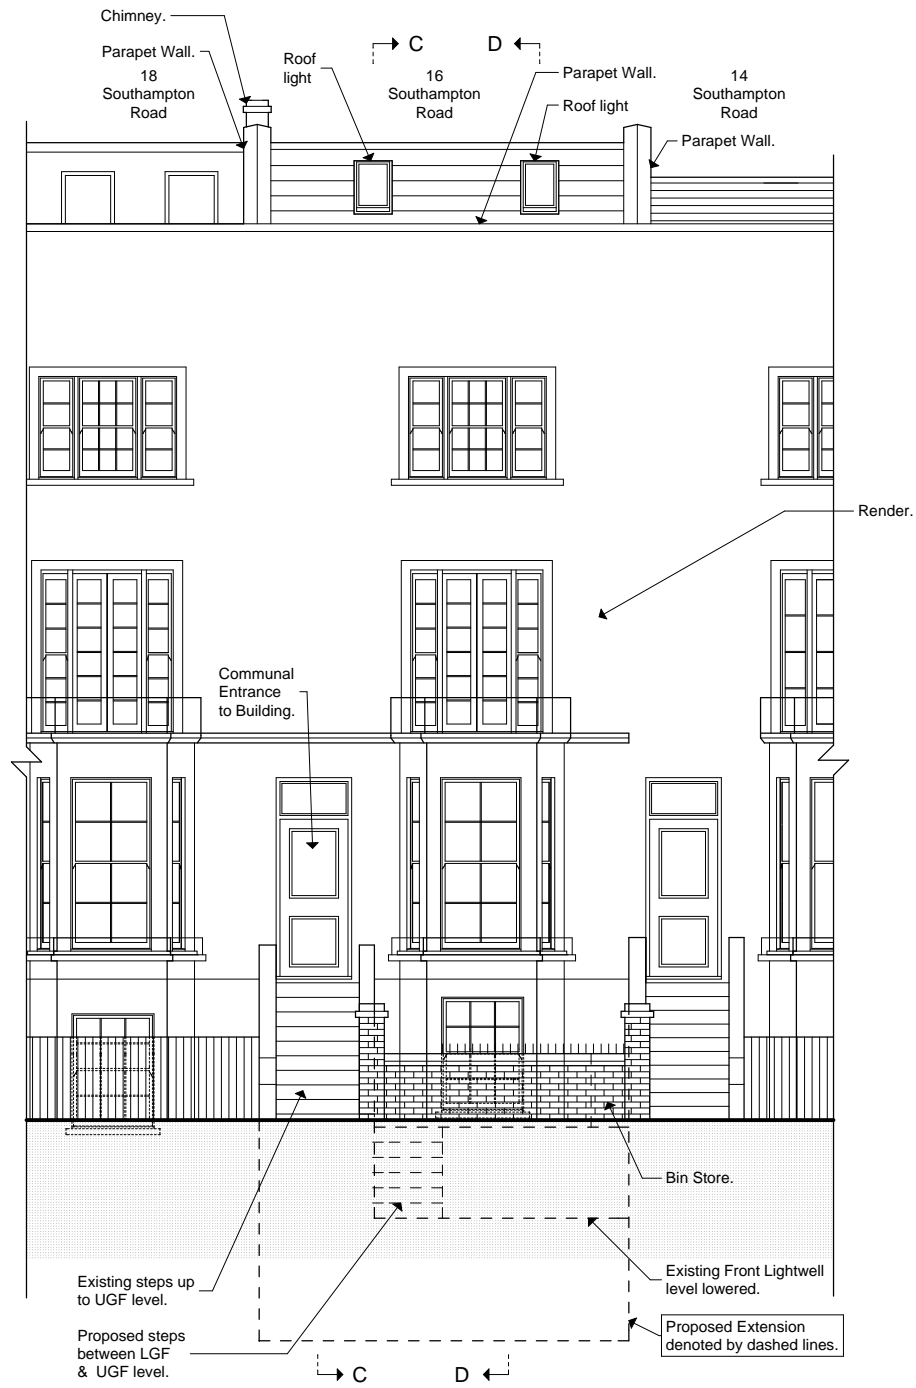 Chimney.
Parapet Wall.
18
Southampton
Road
Roof
light
C
D
16
Southampton
Road
Parapet Wall.
Roof light
14
Southampton
Road
Parapet Wall.
Render.
Communal
Entrance
to Building.
Bin Store.
Existing steps up
to UGF level.
Existing Front Lightwell
level lowered.
Proposed steps
between LGF
& UGF level.
Proposed Extension
denoted by dashed lines.
C
D